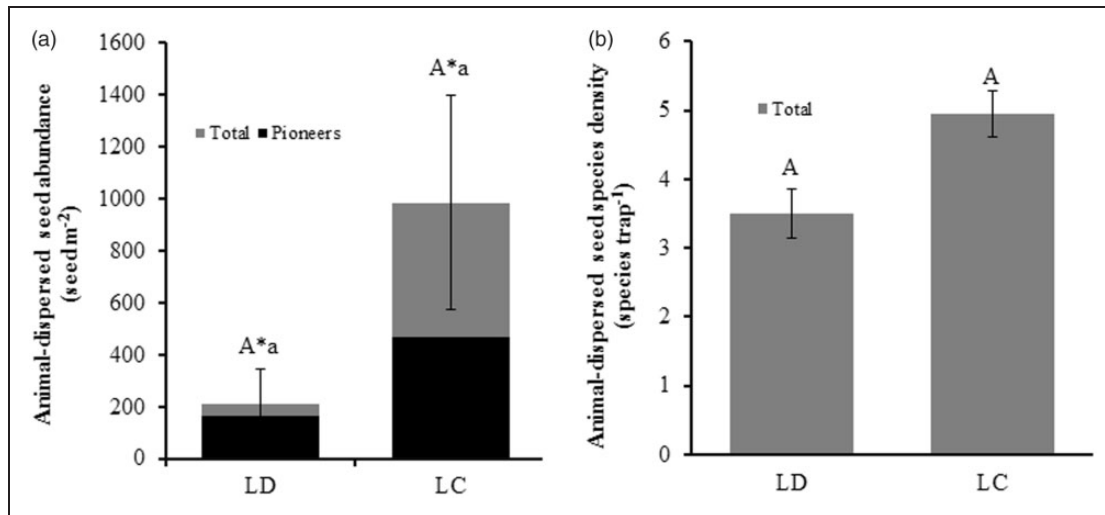 (a)
Animal-dispersed seed abundance
(seed m-2)
1600
1400
1200
1000
800
600
400
200
0
Total Pioneers
A*a
A*a
LD
LC
(b)
Animal-dispersed seed species density
(species trap-1)
6
5
4
3
2
1
0
Total
A
A
LD
LC